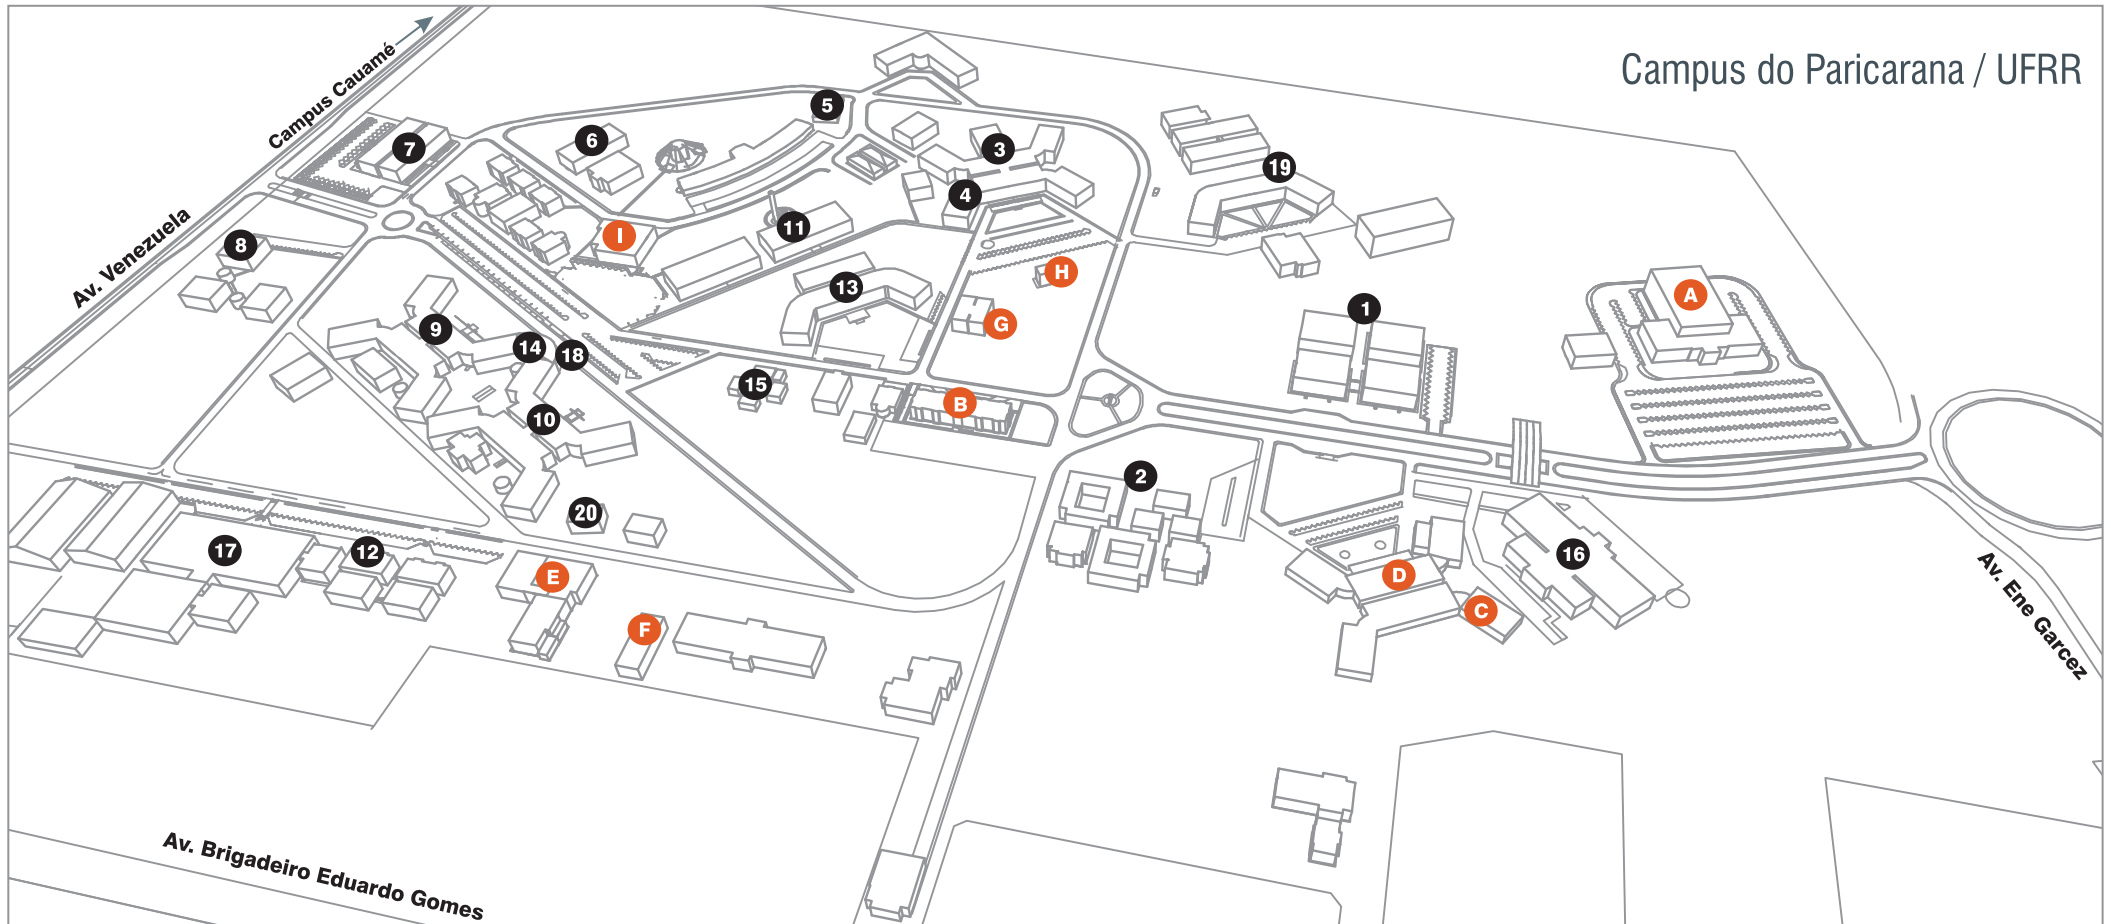 Campus do Paricarana / UFRR
Campus Cauamé
5
6
7
3
19
4
11
I
8
Av. Venezuela
H
13
A
1
G
9
14
18
15
B
10
2
20
17
12
16
E
D
C
F
Av. Ene Garcez
Av. Brigadeiro Eduardo Gomes